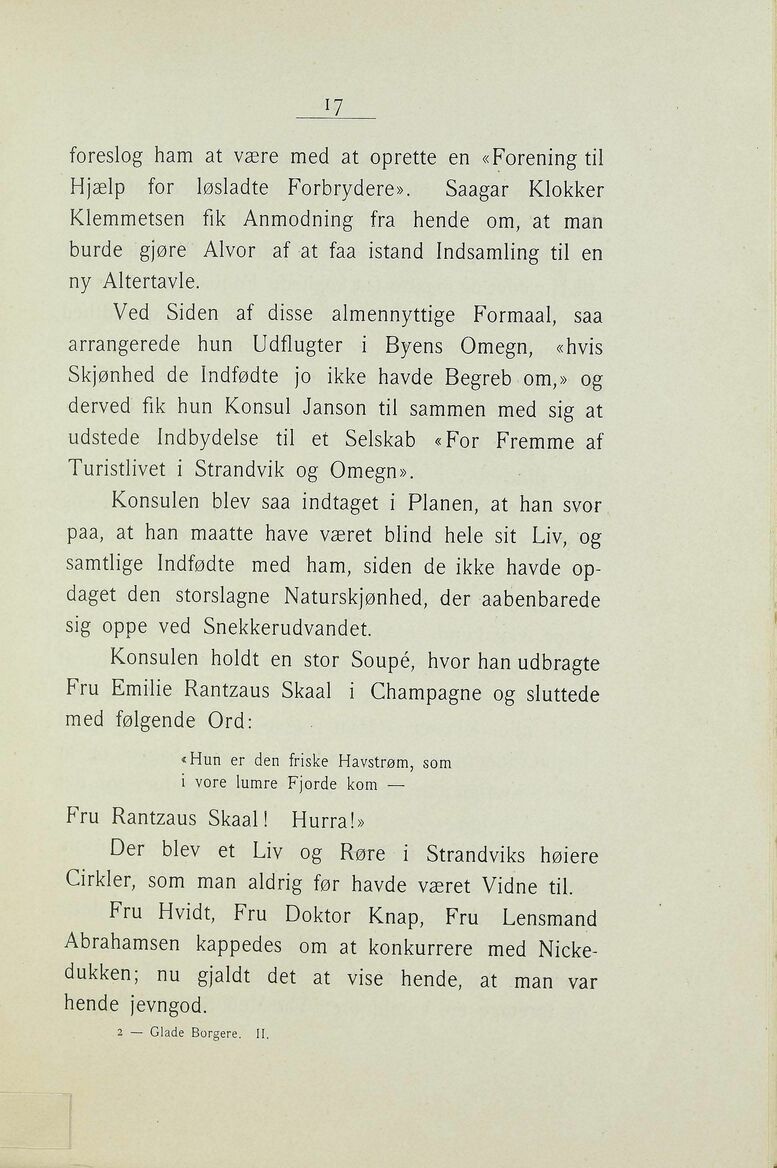 17
foreslog ham at være med at oprette en «Forening til
Hjælp for løsladte Forbrydere». Saagar Klokker
Klemmetsen fik Anmodning fra hende om, at man
burde gjøre Alvor af at faa istand Indsamling til en
ny Altertavle.
Ved Siden af disse almennyttige Formaal, saa
arrangerede hun Udflugter i Byens Omegn, «hvis
Skjønhed de Indfødte jo ikke havde Begreb om,» og
derved fik hun Konsul Janson til sammen med sig at
udstede Indbydelse til et Selskab «For Fremme af
Turistlivet i Strandvik og Omegn».
Konsulen blev saa indtaget i Planen, at han svor
paa, at han maatte have været blind hele sit Liv, og
samtlige Indfødte med ham, siden de ikke havde op-
daget den storslagne Naturskjønhed, der aabenbarede
sig oppe ved Snekkerudvandet.
Konsulen holdt en stor Soupé, hvor han udbragte
Fru Emilie Rantzaus Skaal i Champagne og sluttede
med følgende Ord:
«Hun er den friske Havstrøm, som
i vore lumre Fjorde kom —
Fru Rantzaus Skaal! Hurra!»
Der blev et Liv og Røre i Strandviks høiere
Cirkler, som man aldrig før havde været Vidne til.
Fru Hvidt, Fru Doktor Knap, Fru Lensmand
Abrahamsen kappedes om at konkurrere med Nicke-
dukken; nu gjaldt det at vise hende, at man var
hende jevngod.
2 — Glade Borgere. II.